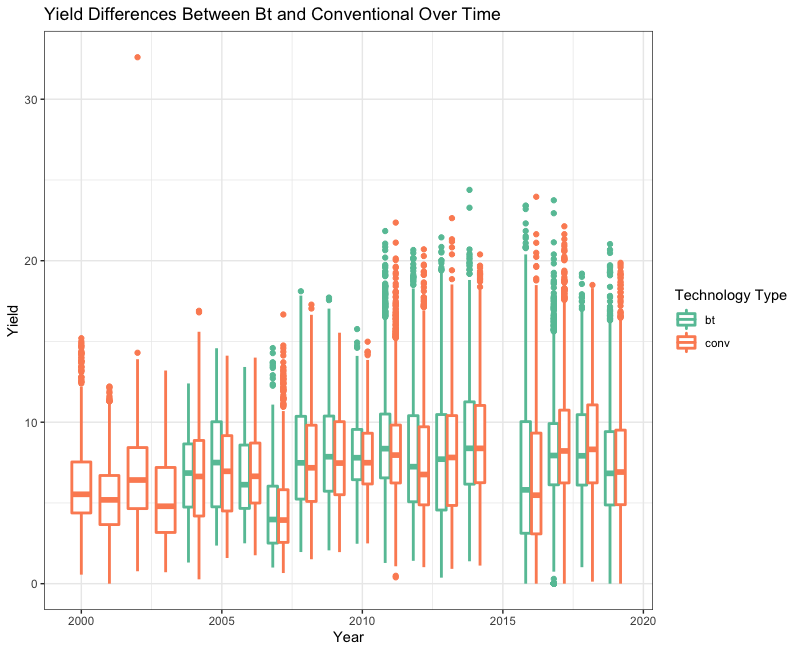 Yield Differences Between Bt and Conventional Over Time
30
20
10
0
Yield
2000 2005 2010 2015 2020
Year
Technology Type
bt
conv